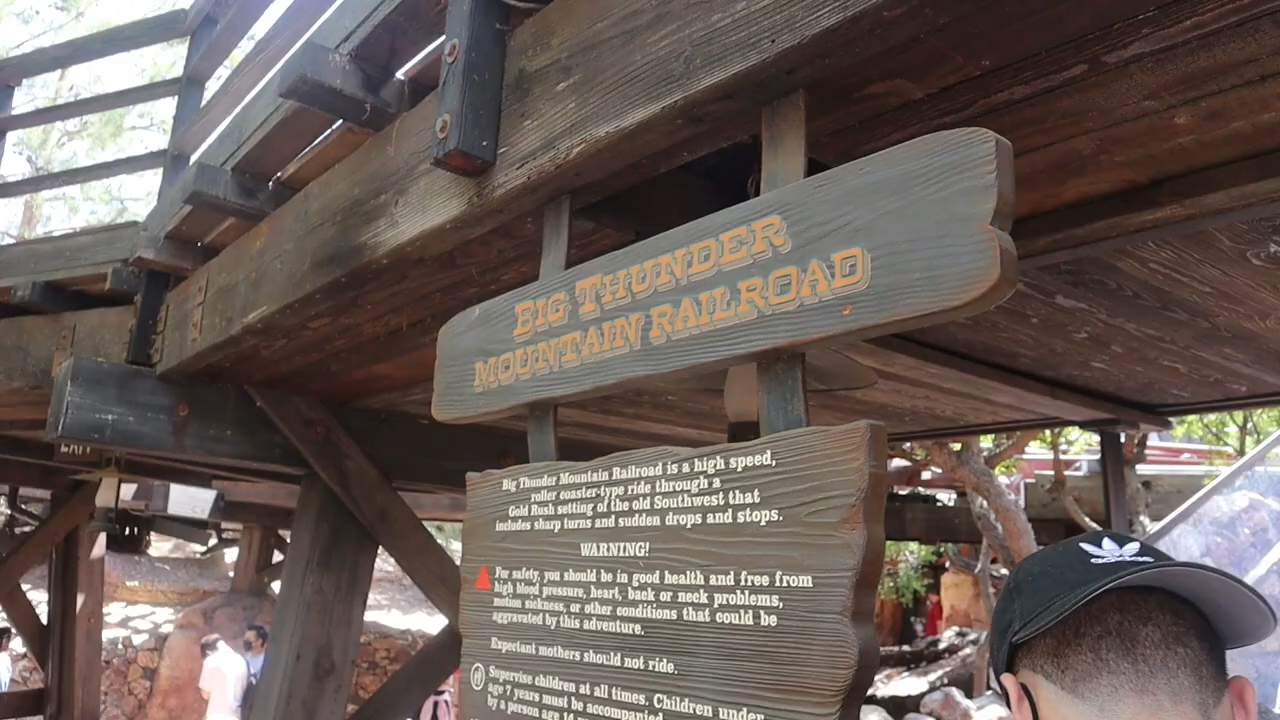 BIG THUNDER
MOUNTAIN RAILROAD
Big Thunder Mountain Railroad is a high speed,
roller coaster-type ride through a
Gold Rush setting of the old Southwest that
includes sharp turns and sudden drops and stops.
WARNING!
For safety, you should be in good health and free from
high blood pressure, heart, back or neck problems,
motion sickness, or other conditions that could be
aggravated by this adventure.
Expectant mothers should not ride.
Supervise children at all times. Children under
age 7 years must be accompanied
by a person age 14
EXIT
adidas